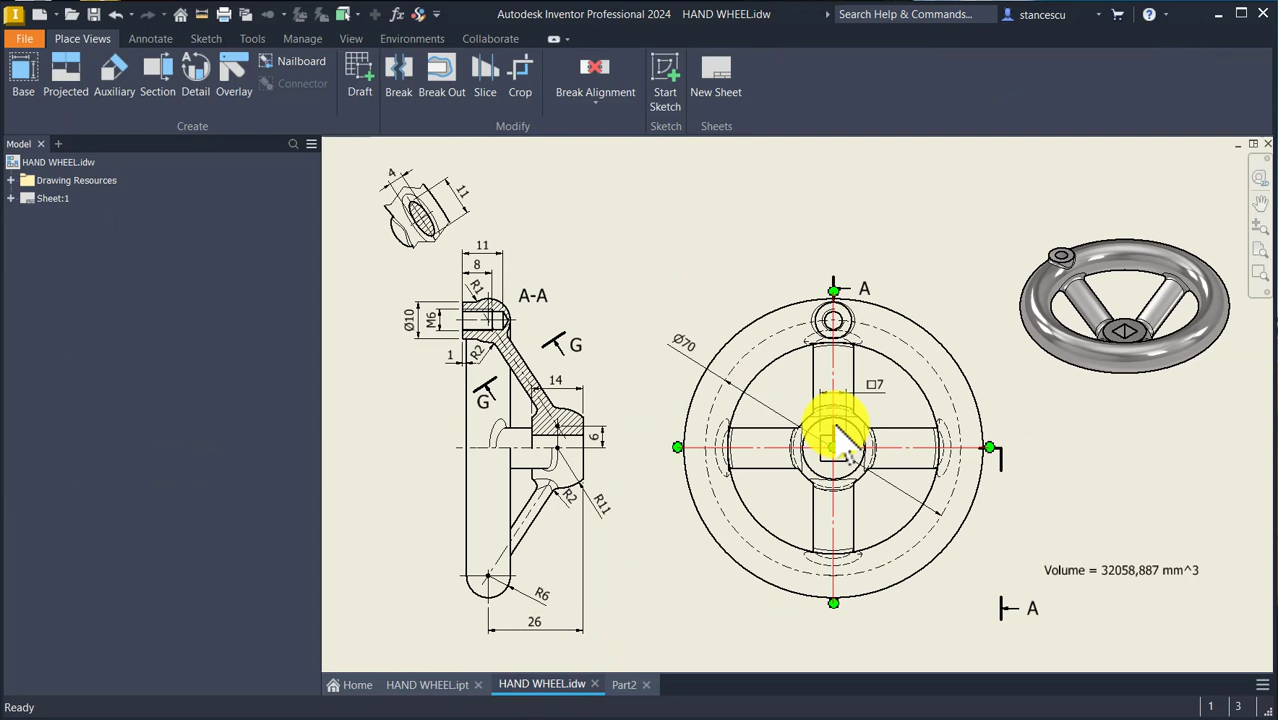 Autodesk Inventor Professional 2024 HAND WHEEL.idw
Search Help & Commands...
stancescu
File
Place Views
Annotate
Sketch
Tools
Manage
View
Environments
Collaborate
Base
Projected
Auxiliary
Section
Detail
Overlay
Nailboard
Connector
Draft
Break
Break Out
Slice
Crop
Break Alignment
Start Sketch
New Sheet
Create
Modify
Sketch
Sheets
Model
HAND WHEEL.idw
Drawing Resources
Sheet:1
4
11
11
8
R1
A-A
Ø10
M6
1
R2
G
G
14
6
R2
R11
R6
26
A
Ø70
□7
A
Volume = 32058,887 mm^3
Home
HAND WHEEL.ipt
HAND WHEEL.idw
Part2
Ready
1
3